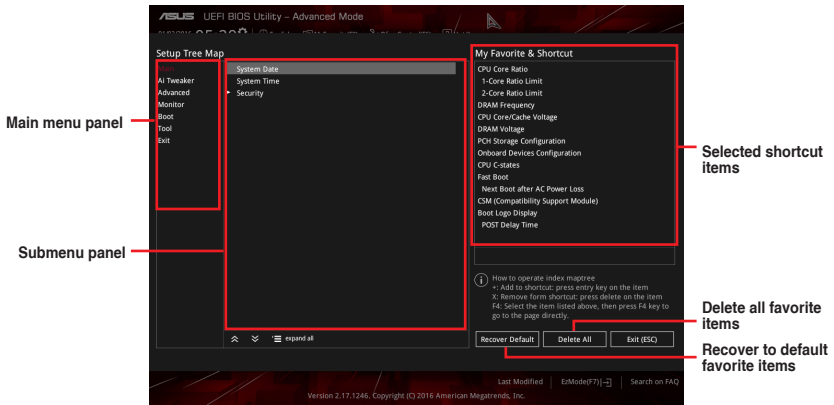 ASUS UEFI BIOS Utility – Advanced Mode
Setup Tree Map
My Favorite & Shortcut
Main
Ai Tweaker
Advanced
Monitor
Boot
Tool
Exit
System Date
System Time
Security
CPU Core Ratio
1-Core Ratio Limit
2-Core Ratio Limit
DRAM Frequency
CPU Core/Cache Voltage
DRAM Voltage
PCH Storage Configuration
Onboard Devices Configuration
CPU C-states
Fast Boot
Next Boot after AC Power Loss
CSM (Compatibility Support Module)
Boot Logo Display
POST Delay Time
Main menu panel
Submenu panel
Selected shortcut
items
How to operate index maptree
+: Add to shortcut: press entry key on the item
X: Remove form shortcut: press delete on the item
F4: Select the item listed above, then press F4 key to
go to the page directly.
Delete all favorite
items
expand all
Recover Default
Delete All
Exit (ESC)
Recover to default
favorite items
Last Modified
EzMode(F7)
Search on FAQ
Version 2.17.1246. Copyright (C) 2016 American Megatrends, Inc.